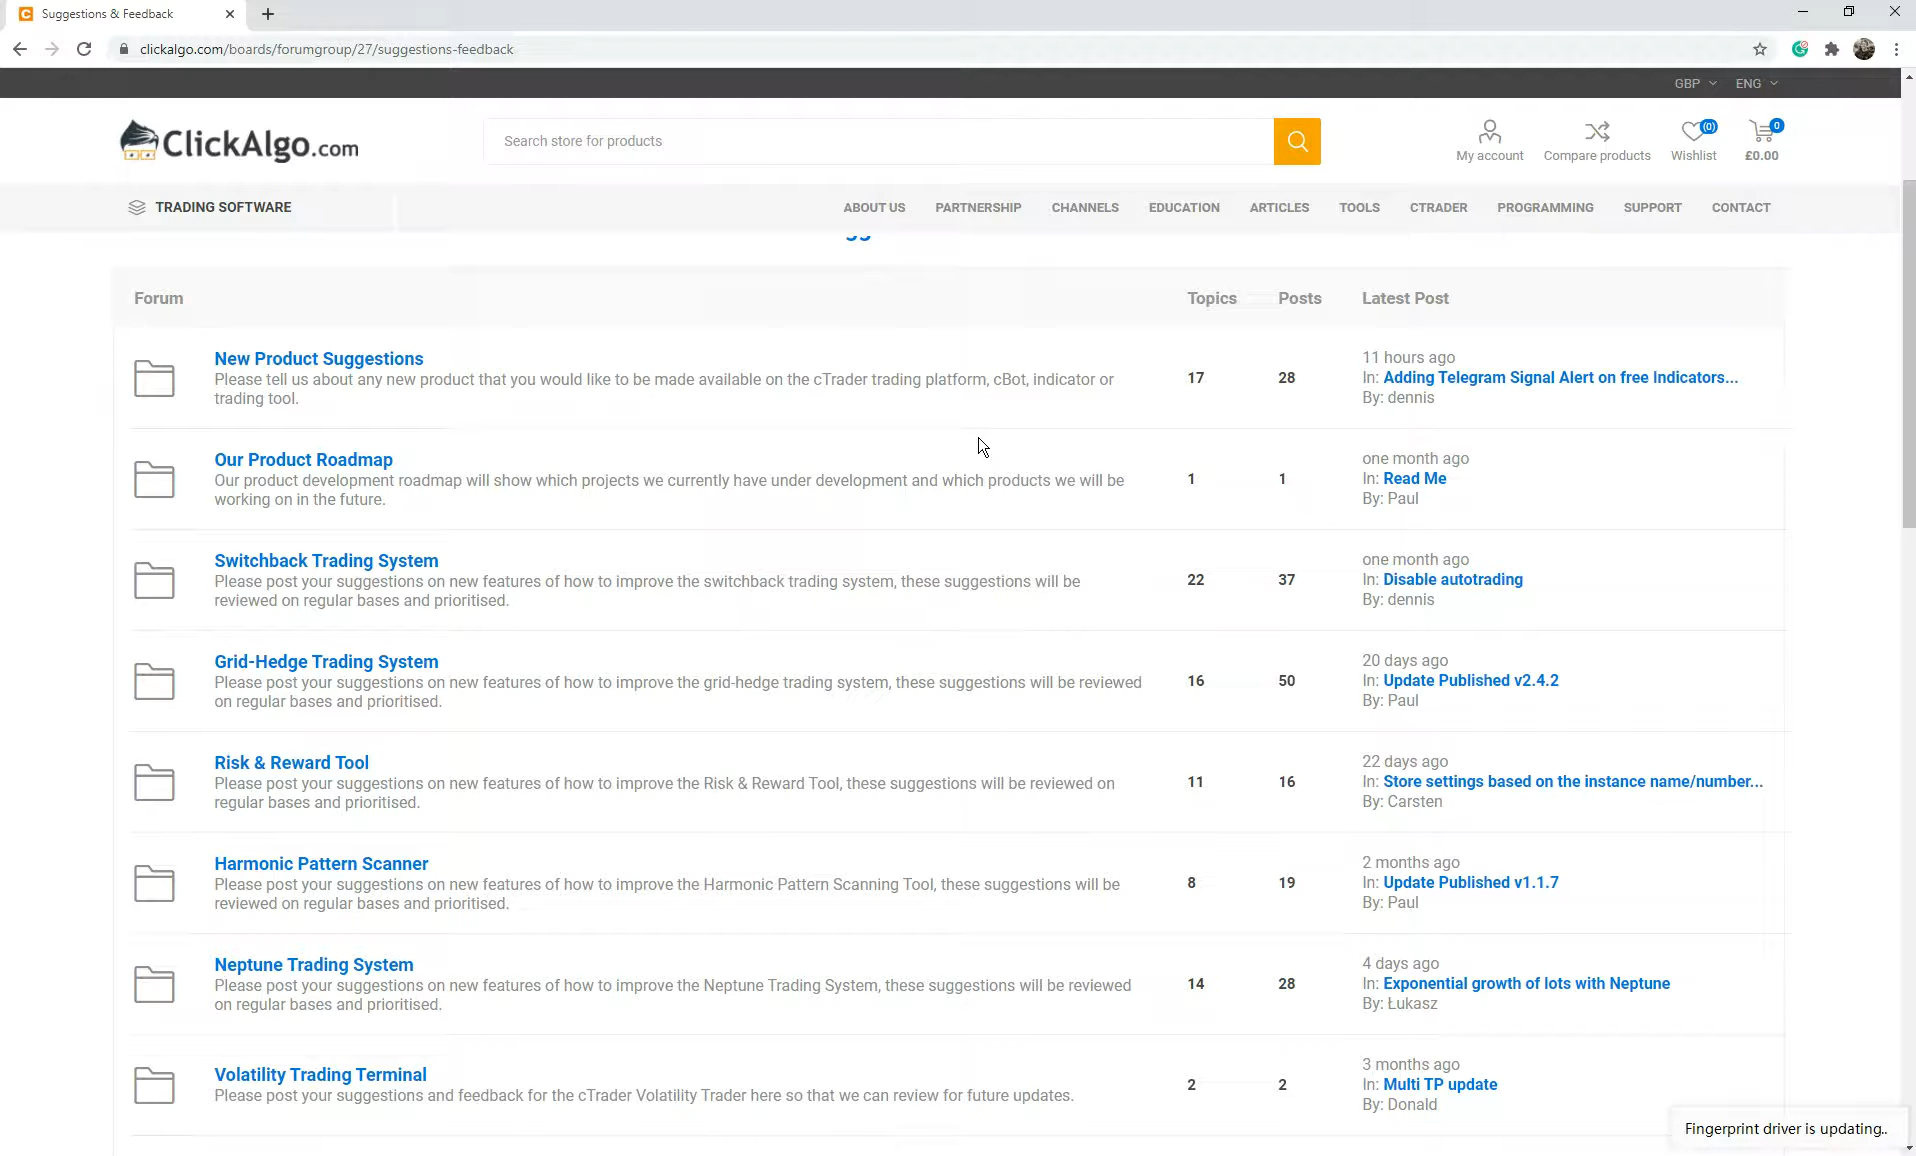 Suggestions & Feedback
clickalgo.com/boards/forumgroup/27/suggestions-feedback
GBP ENG
ClickAlgo.com
Search store for products
My account Compare products Wishlist (0) 0 £0.00
TRADING SOFTWARE
ABOUT US PARTNERSHIP CHANNELS EDUCATION ARTICLES TOOLS CTRADER PROGRAMMING SUPPORT CONTACT
Forum Topics Posts Latest Post
New Product Suggestions
Please tell us about any new product that you would like to be made available on the cTrader trading platform, cBot, indicator or
trading tool.
17 28
11 hours ago
In: Adding Telegram Signal Alert on free Indicators...
By: dennis
Our Product Roadmap
Our product development roadmap will show which projects we currently have under development and which products we will be
working on in the future.
1 1
one month ago
In: Read Me
By: Paul
Switchback Trading System
Please post your suggestions on new features of how to improve the switchback trading system, these suggestions will be
reviewed on regular bases and prioritised.
22 37
one month ago
In: Disable autotrading
By: dennis
Grid-Hedge Trading System
Please post your suggestions on new features of how to improve the grid-hedge trading system, these suggestions will be reviewed
on regular bases and prioritised.
16 50
20 days ago
In: Update Published v2.4.2
By: Paul
Risk & Reward Tool
Please post your suggestions on new features of how to improve the Risk & Reward Tool, these suggestions will be reviewed on
regular bases and prioritised.
11 16
22 days ago
In: Store settings based on the instance name/number...
By: Carsten
Harmonic Pattern Scanner
Please post your suggestions on new features of how to improve the Harmonic Pattern Scanning Tool, these suggestions will be
reviewed on regular bases and prioritised.
8 19
2 months ago
In: Update Published v1.1.7
By: Paul
Neptune Trading System
Please post your suggestions on new features of how to improve the Neptune Trading System, these suggestions will be reviewed
on regular bases and prioritised.
14 28
4 days ago
In: Exponential growth of lots with Neptune
By: Łukasz
Volatility Trading Terminal
Please post your suggestions and feedback for the cTrader Volatility Trader here so that we can review for future updates.
2 2
3 months ago
In: Multi TP update
By: Donald
Fingerprint driver is updating..